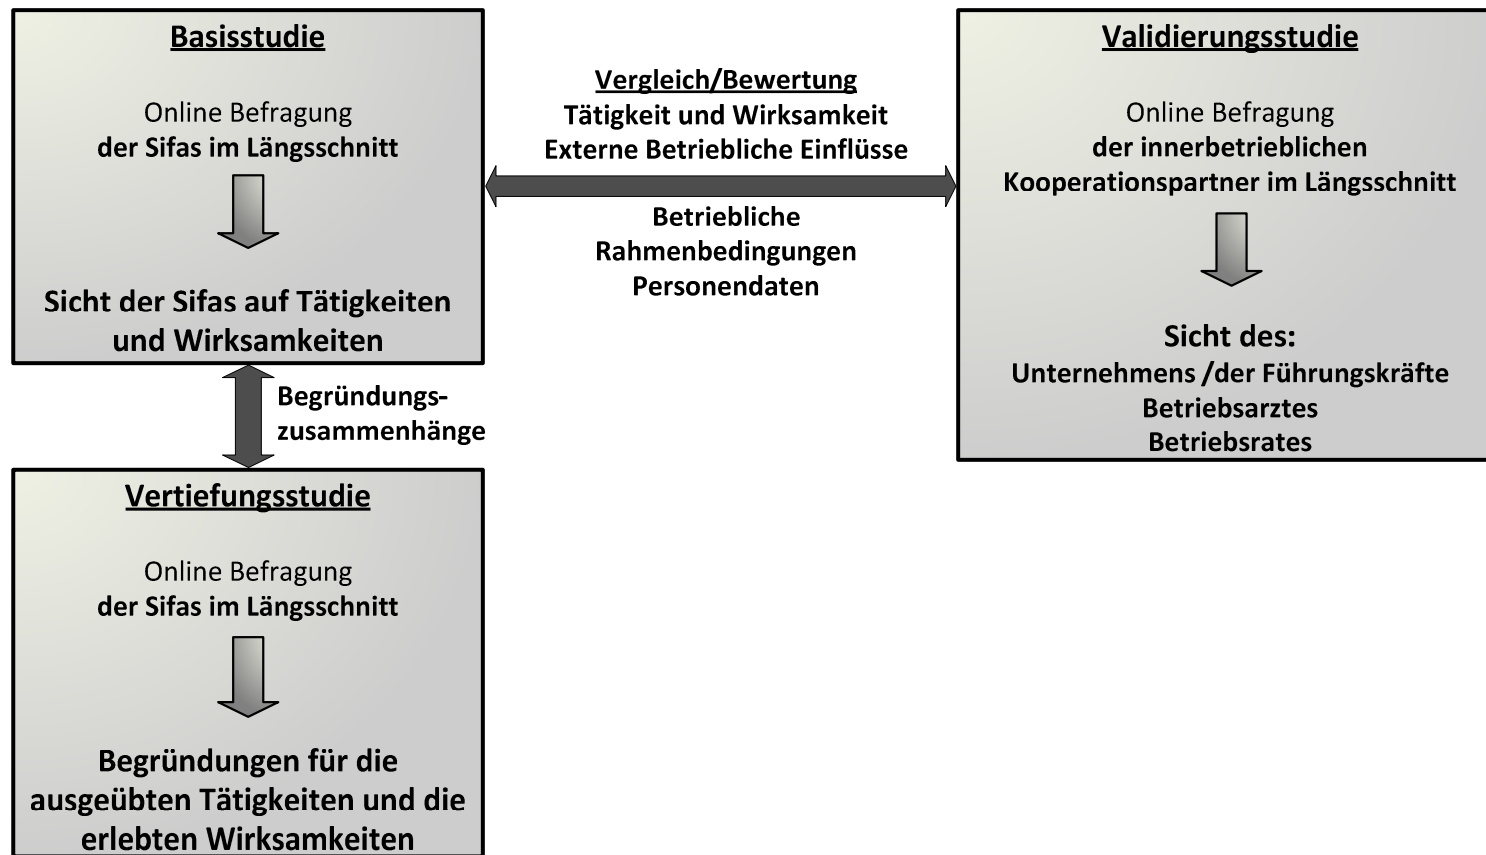 Basisstudie
Online Befragung
der Sifas im Längsschnitt
Sicht der Sifas auf Tätigkeiten
und Wirksamkeiten
Vergleich/Bewertung
Tätigkeit und Wirksamkeit
Externe Betriebliche Einflüsse
Betriebliche
Rahmenbedingungen
Personendaten
Validierungsstudie
Online Befragung
der innerbetrieblichen
Kooperationspartner im Längsschnitt
Sicht des:
Unternehmens /der Führungskräfte
Betriebsarztes
Betriebsrates
Begründungs-
zusammenhänge
Vertiefungsstudie
Online Befragung
der Sifas im Längsschnitt
Begründungen für die
ausgeübten Tätigkeiten und die
erlebten Wirksamkeiten